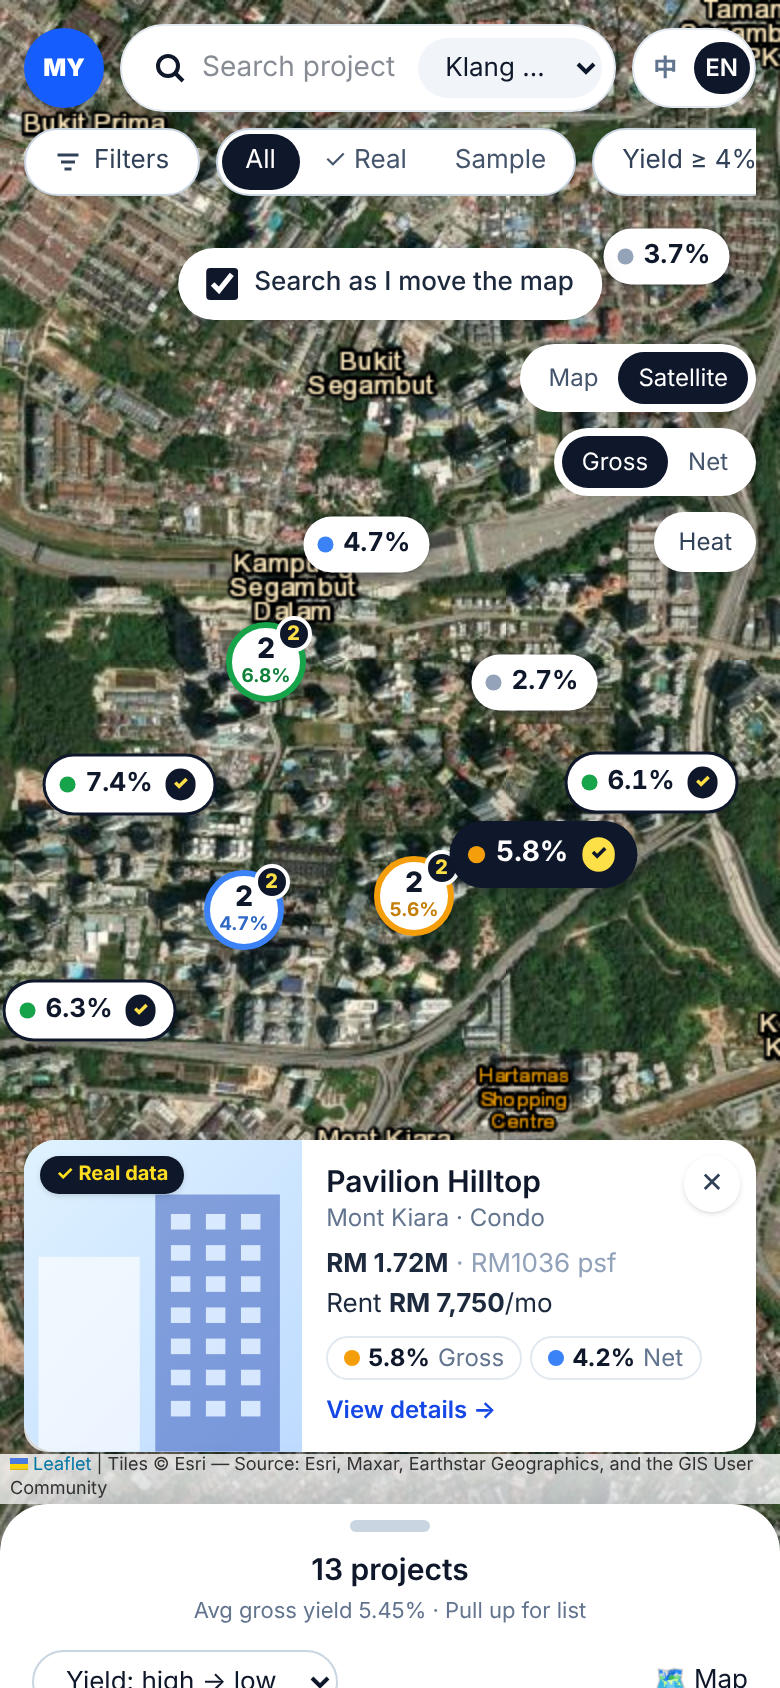 MY
Search project
Klang ...
中
EN
Bukit Prima
Filters
All
✓ Real
Sample
Yield ≥ 4%
3.7%
Search as I move the map
Bukit
Segambut
Map
Satellite
Gross
Net
4.7%
Heat
Segambut
Dalam
2
2
6.8%
2.7%
7.4%
6.1%
5.8%
2
2
4.7%
2
2
5.6%
6.3%
Hartamas
Shopping
Centre
Mont Kiara
✓ Real data
Pavilion Hilltop
Mont Kiara · Condo
RM 1.72M · RM1036 psf
Rent RM 7,750/mo
5.8% Gross
4.2% Net
View details →
Leaflet | Tiles © Esri — Source: Esri, Maxar, Earthstar Geographics, and the GIS User
Community
13 projects
Avg gross yield 5.45% · Pull up for list
Yield: high → low
Map